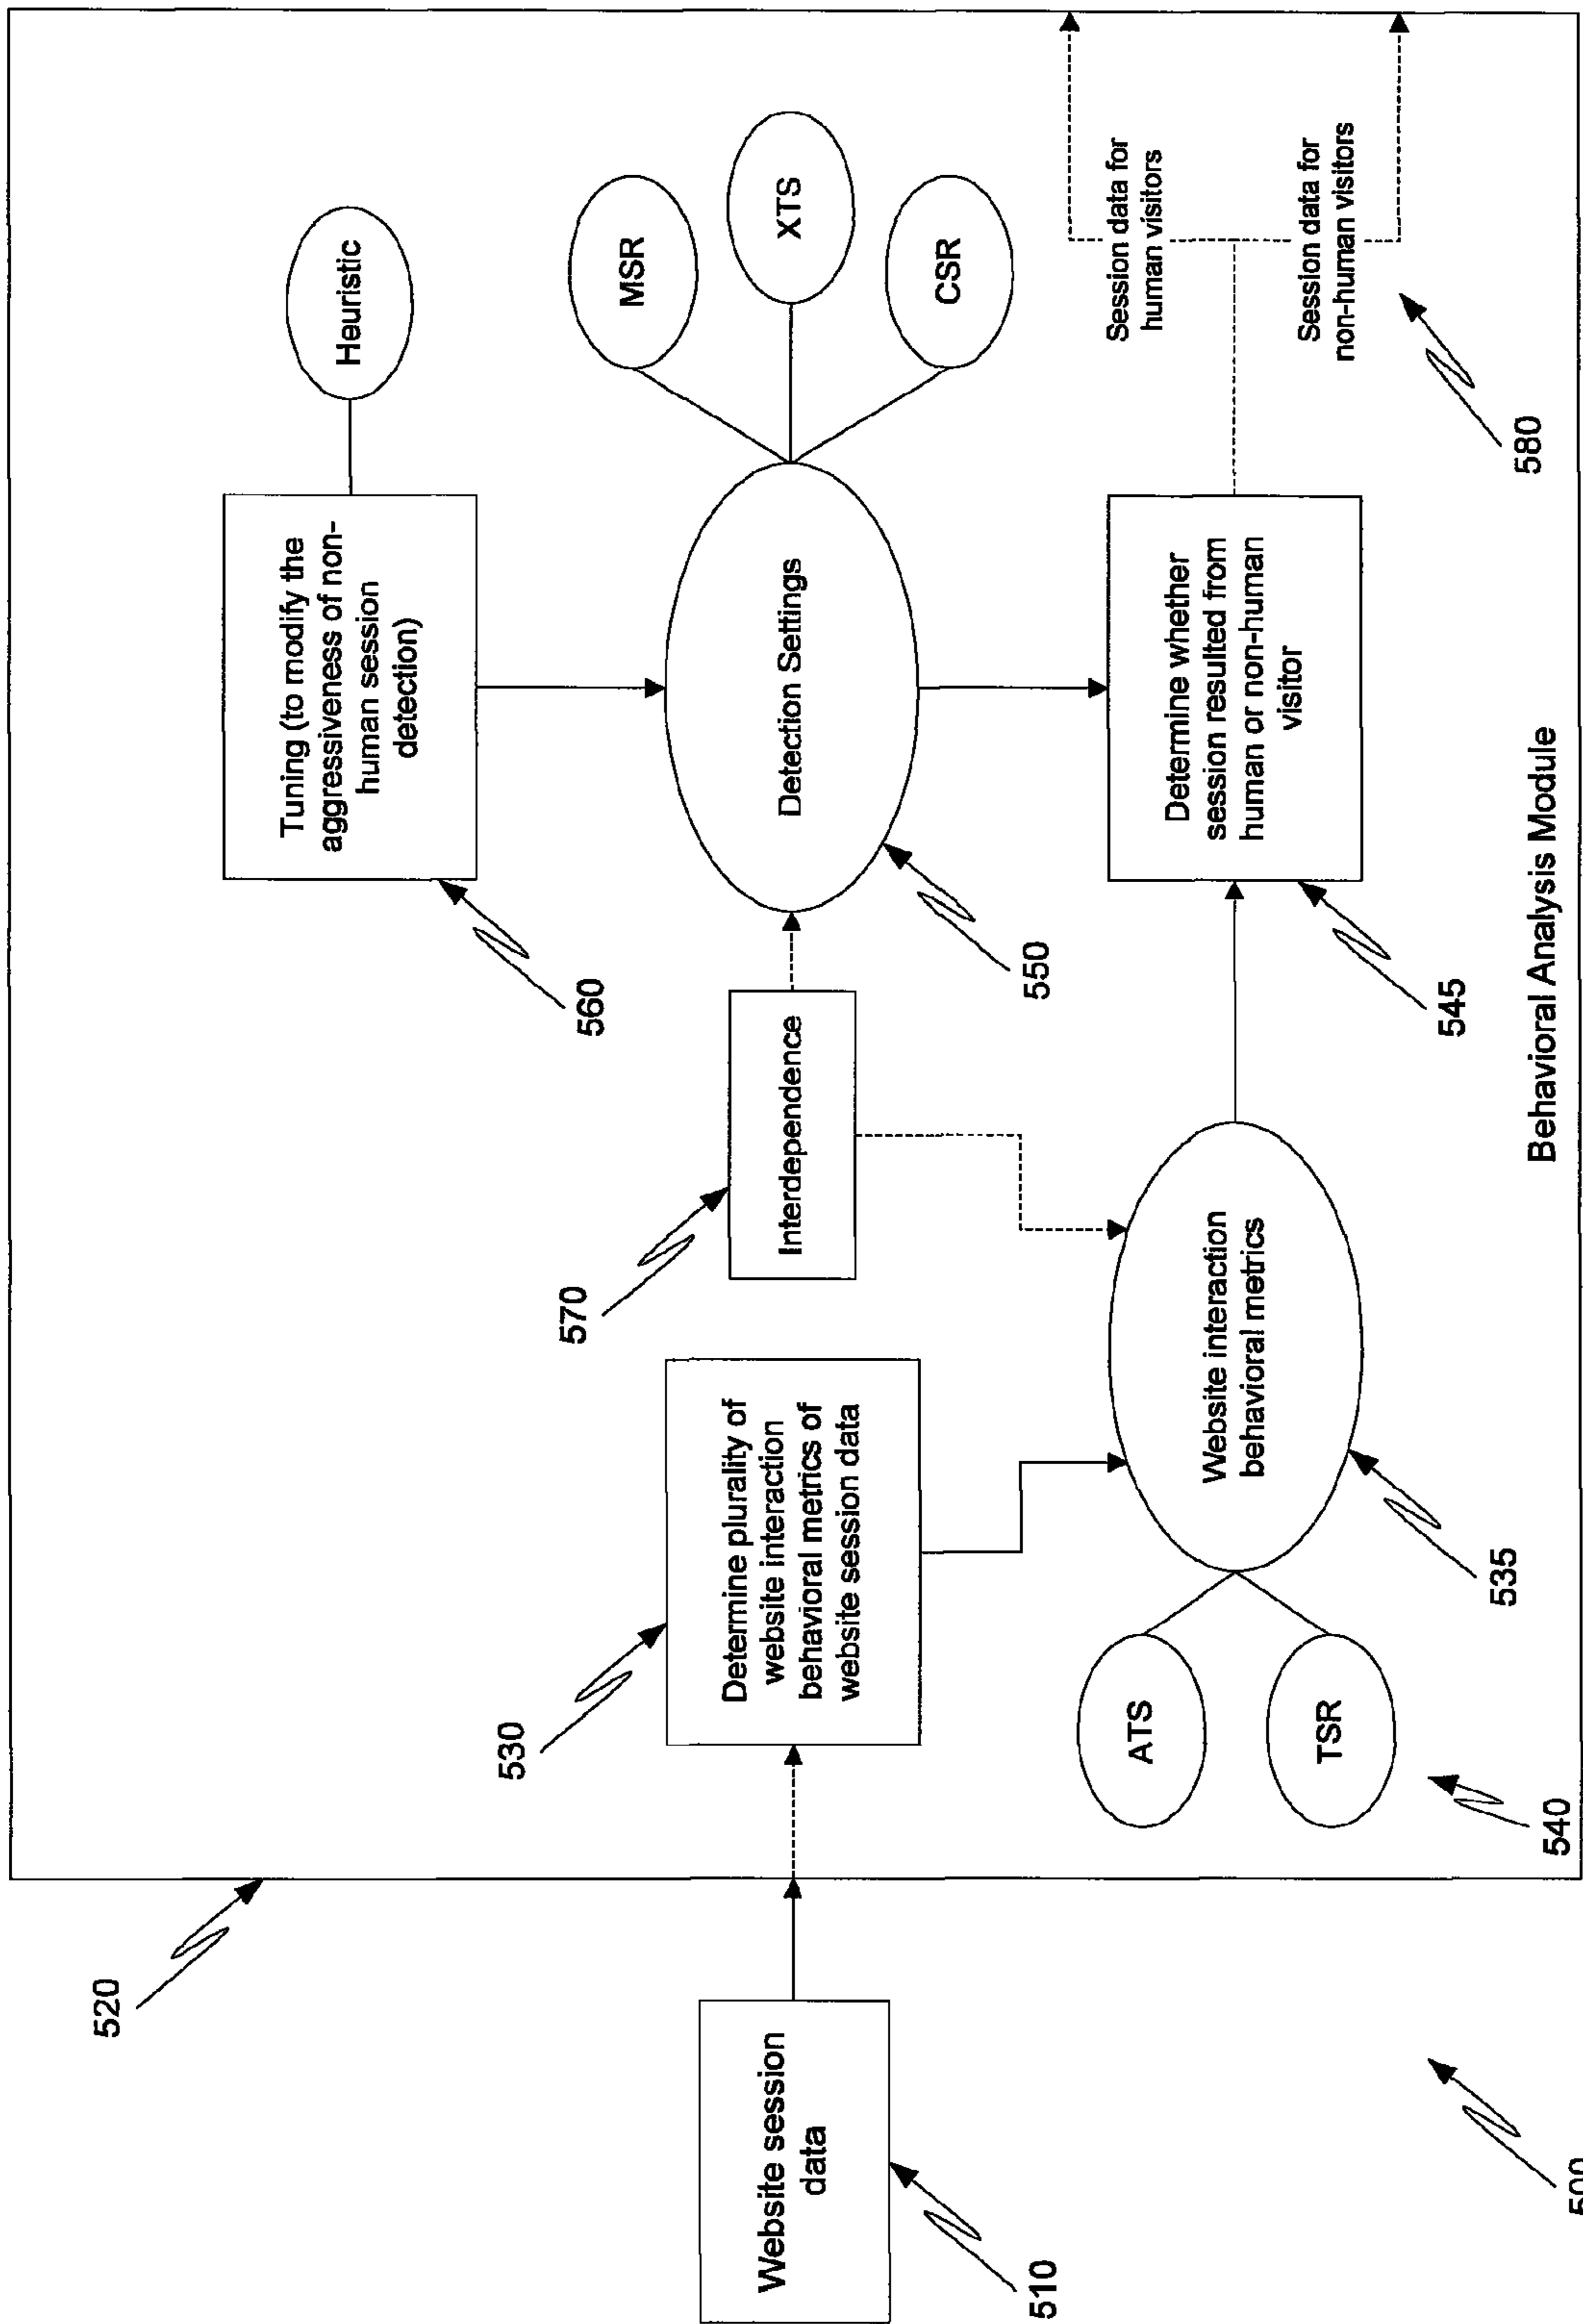 520
Website session
data
510
500
530
Determine plurality of
website interaction
behavioral metrics of
website session data
570
Interdependence
560
Tuning (to modify the
aggressiveness of non-
human session
detection)
Heuristic
Detection Settings
550
MSR
XTS
CSR
ATS
TSR
540
Website interaction
behavioral metrics
535
Determine whether
session resulted from
human or non-human
visitor
545
Session data for
human visitors
Session data for
non-human visitors
580
Behavioral Analysis Module